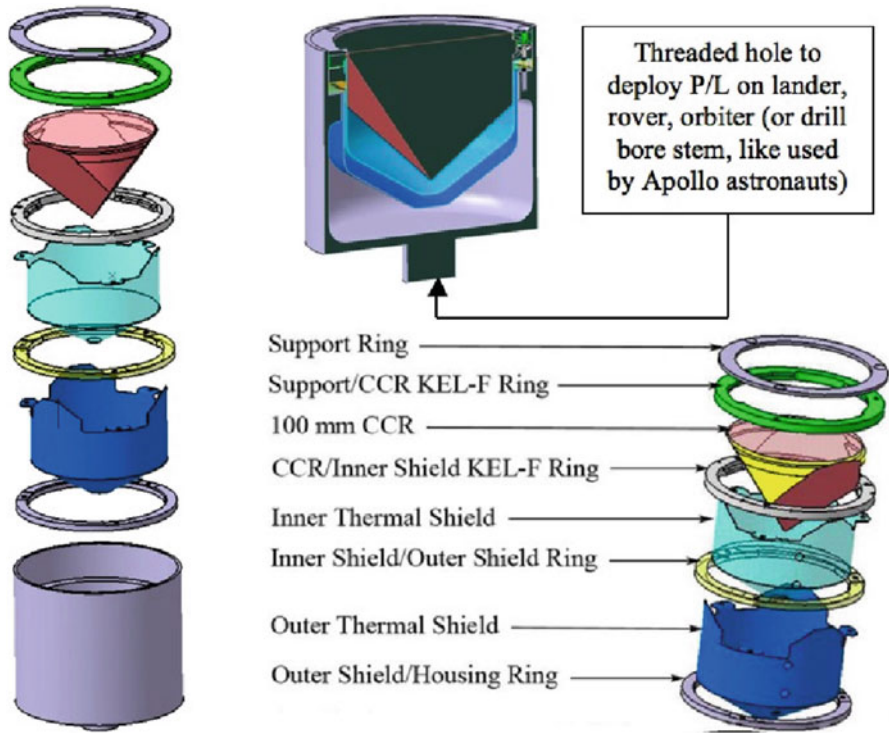 Threaded hole to
deploy P/L on lander,
rover, orbiter (or drill
bore stem, like used
by Apollo astronauts)
Support Ring
Support/CCR KEL-F Ring
100 mm CCR
CCR/Inner Shield KEL-F Ring
Inner Thermal Shield
Inner Shield/Outer Shield Ring
Outer Thermal Shield
Outer Shield/Housing Ring